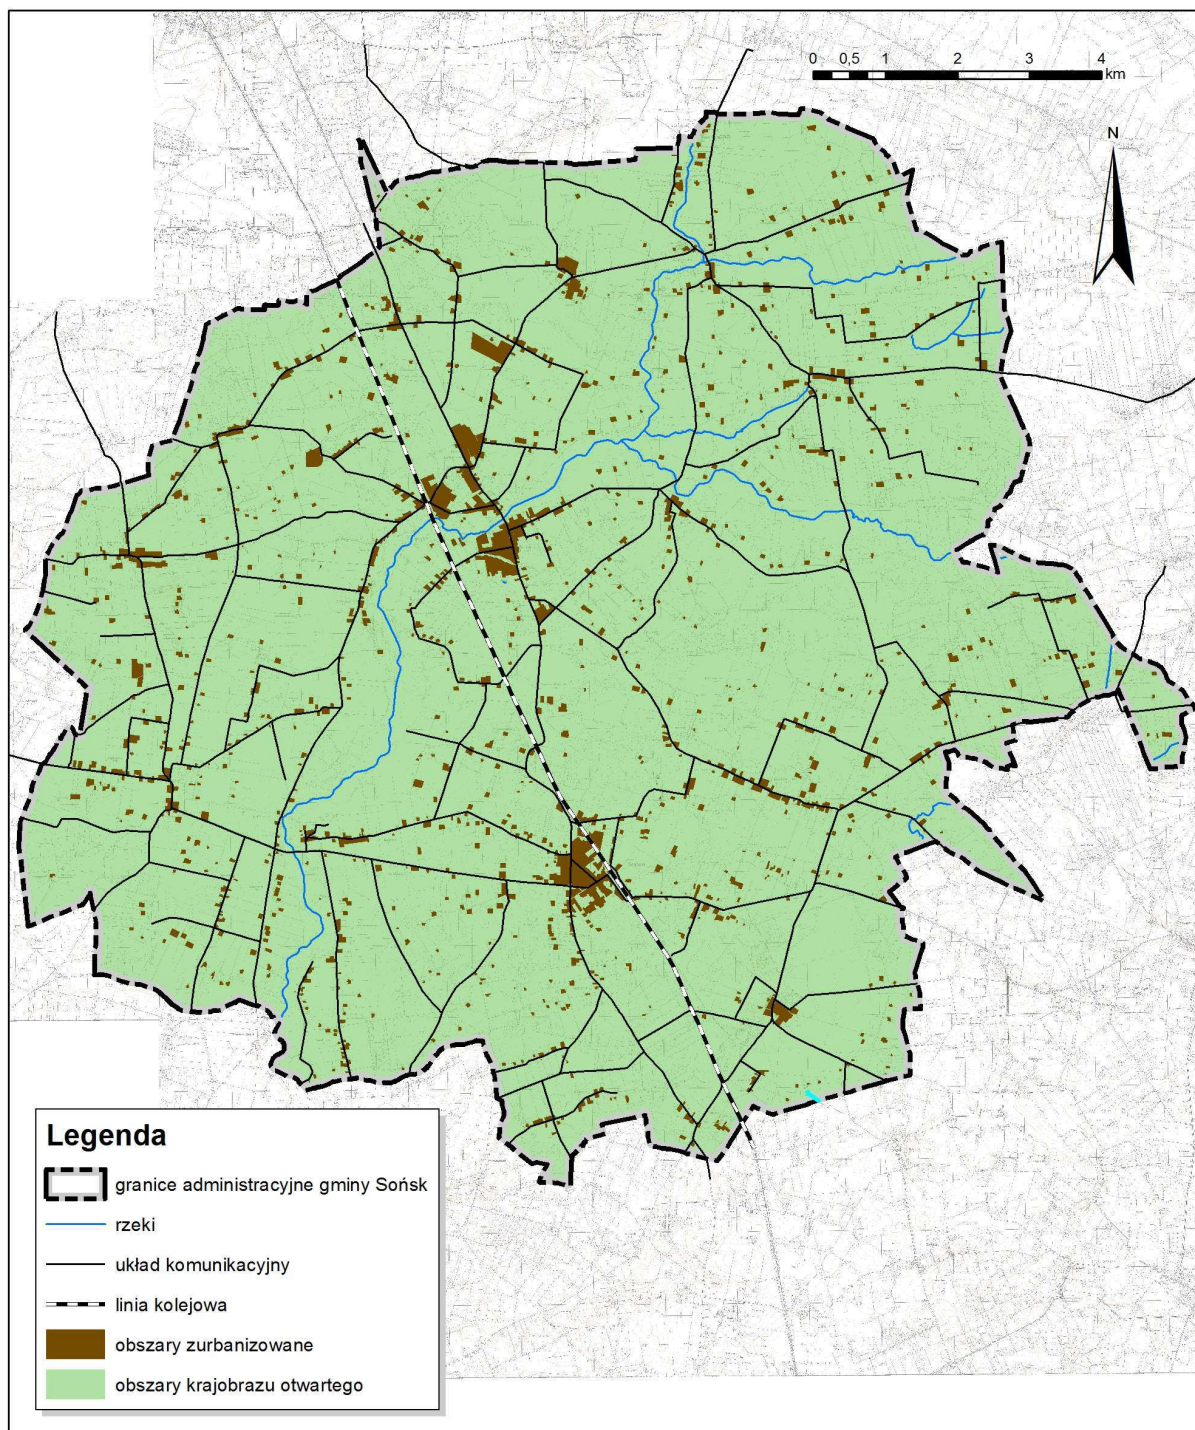 0 0,5 1 2 3 4
km
N
Legenda
granice administracyjne gminy Sońsk
rzeki
układ komunikacyjny
linia kolejowa
obszary zurbanizowane
obszary krajobrazu otwartego